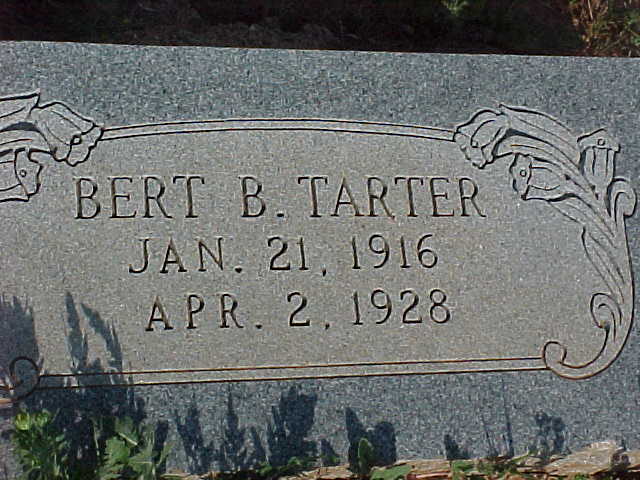 BERT B. TARTER
JAN. 21, 1916
APR. 2, 1928